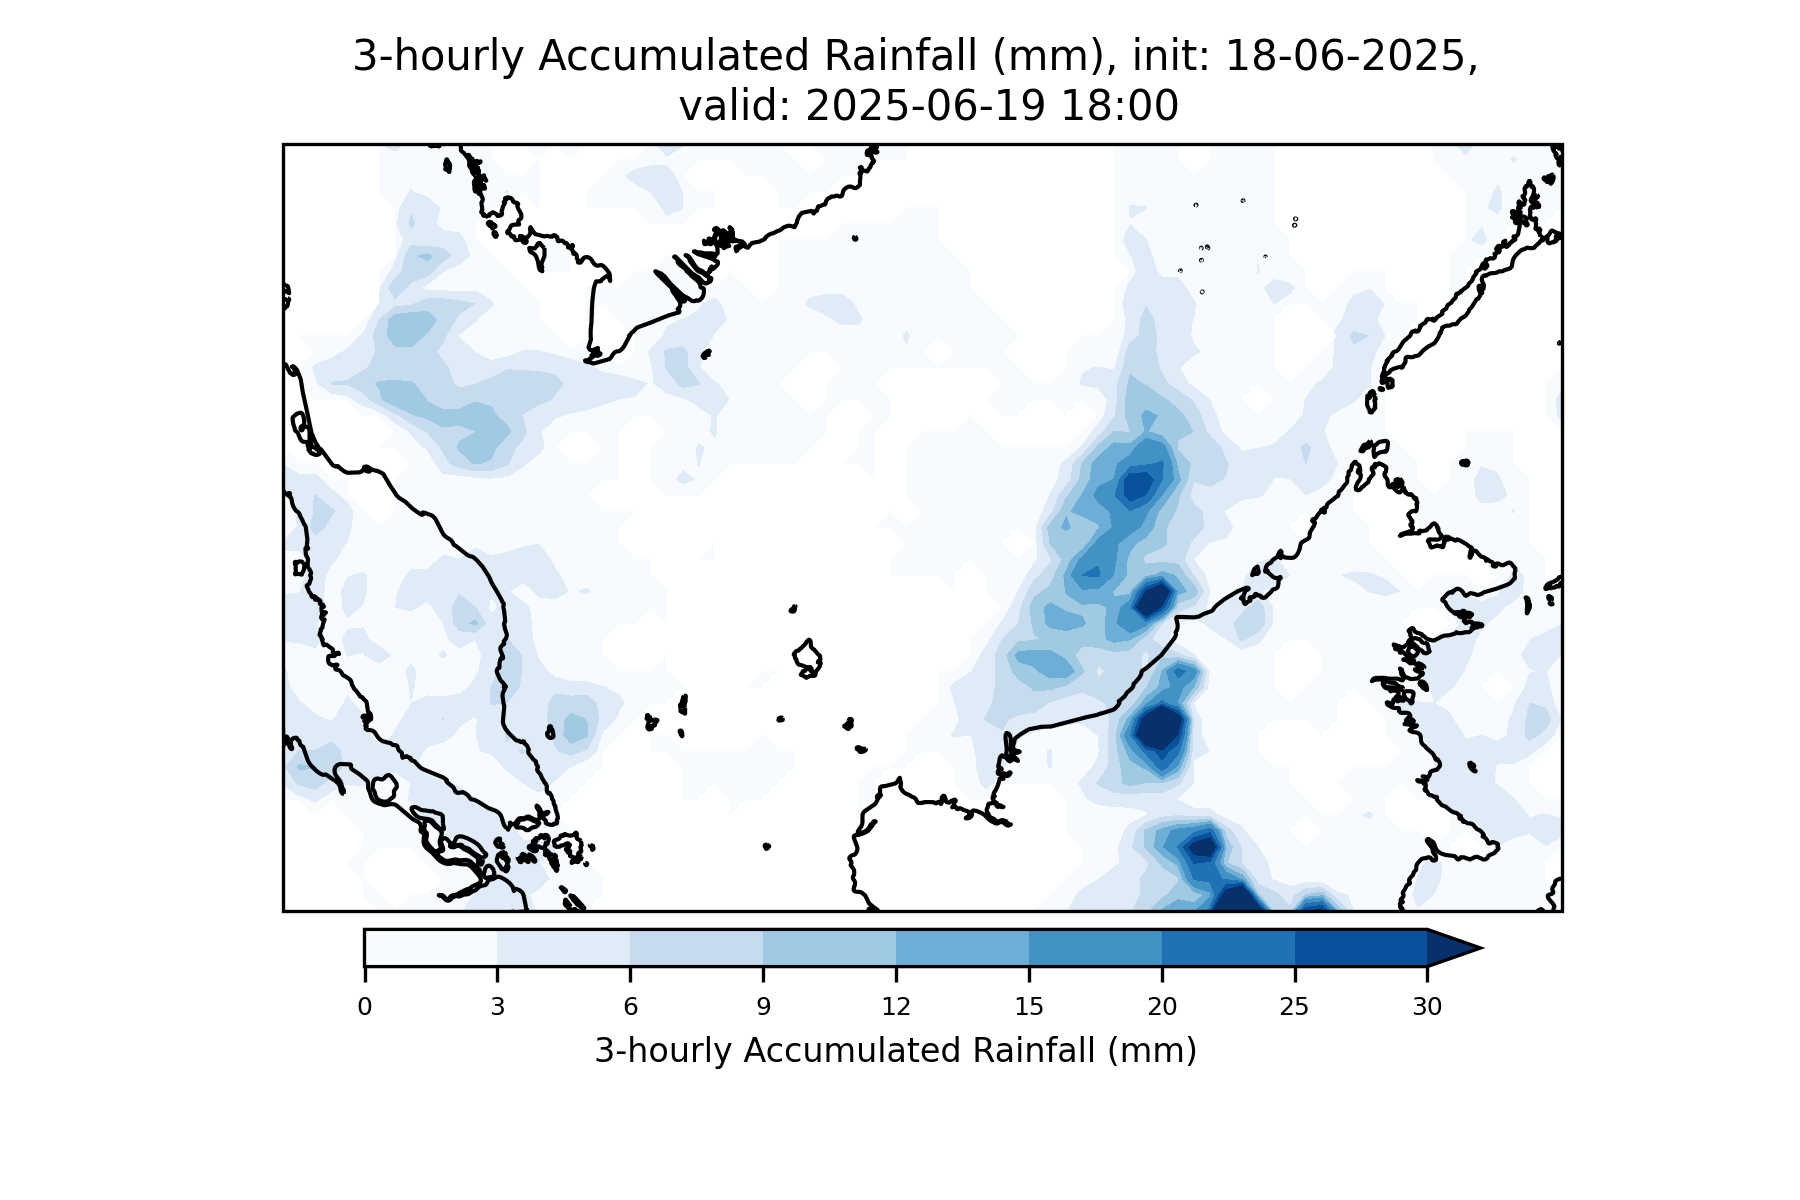 3-hourly Accumulated Rainfall (mm), init: 18-06-2025,
valid: 2025-06-19 18:00
0 3 6 9 12 15 20 25 30
3-hourly Accumulated Rainfall (mm)